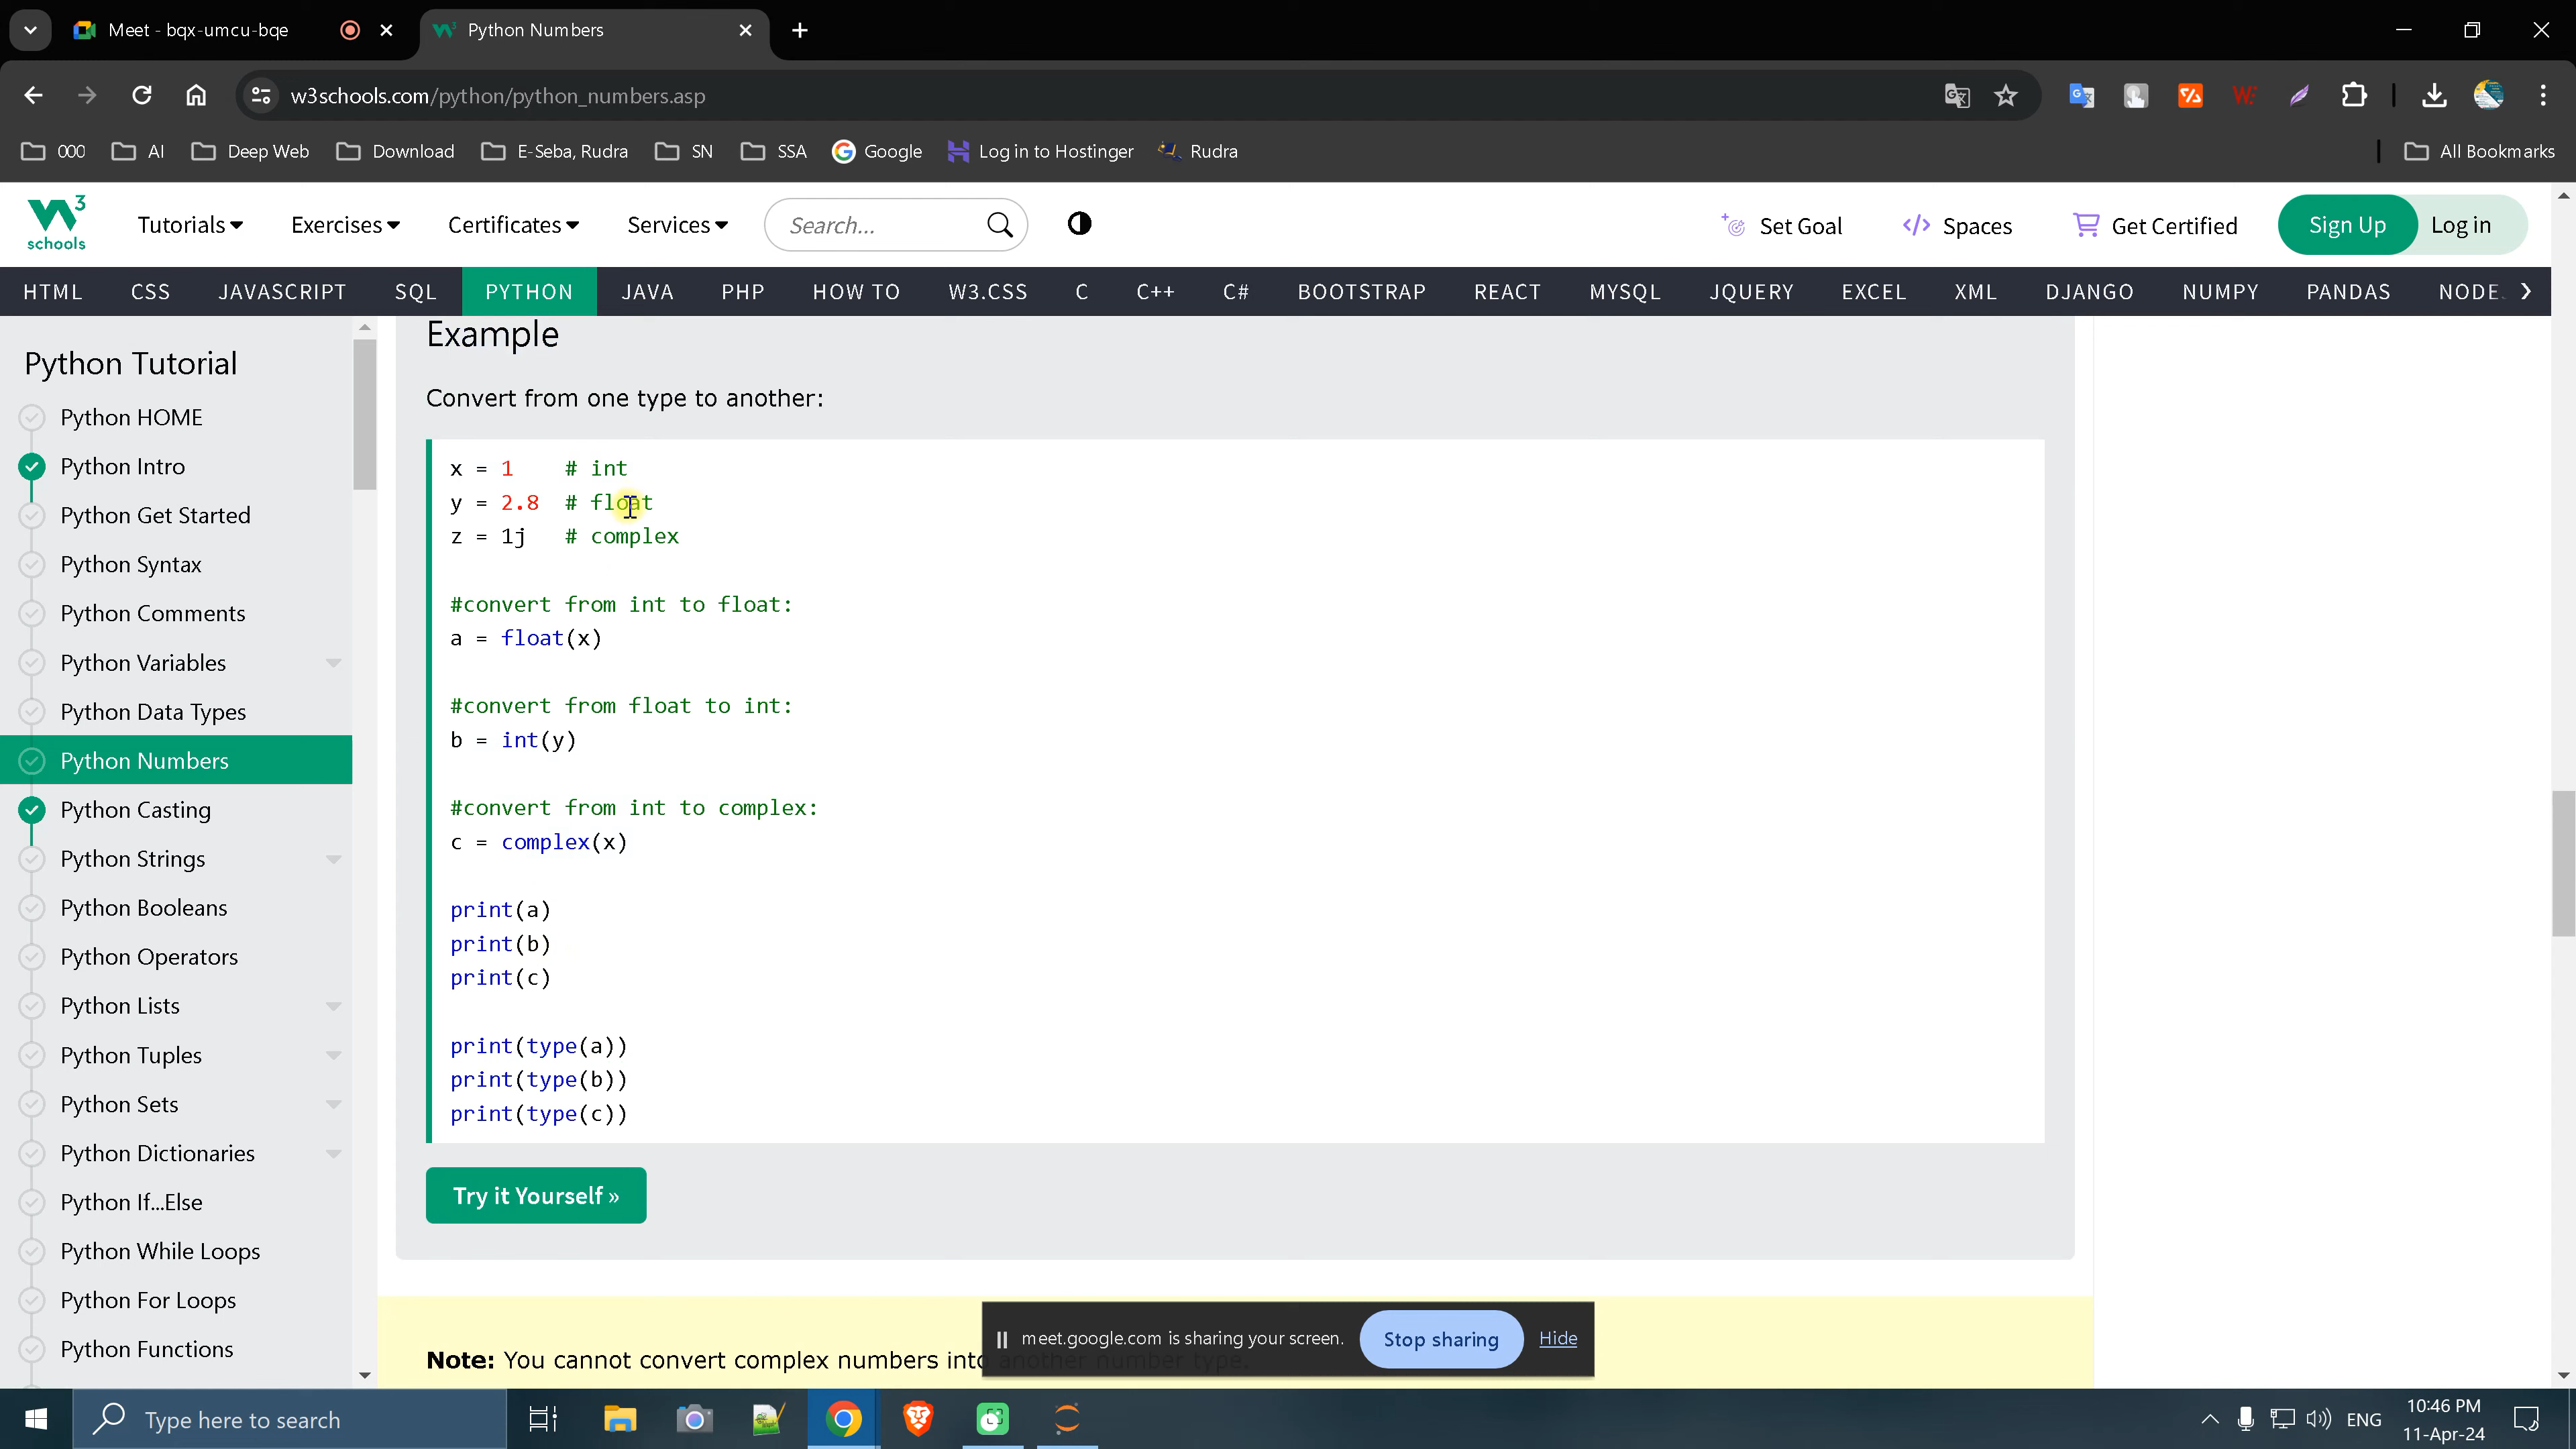 Meet - bqx-umcu-bqe
Python Numbers
w3schools.com/python/python_numbers.asp
000 AI Deep Web Download E-Seba, Rudra SN SSA Google Log in to Hostinger Rudra All Bookmarks
W3 schools
Tutorials Exercises Certificates Services Search... Set Goal Spaces Get Certified Sign Up Log in
HTML CSS JAVASCRIPT SQL PYTHON JAVA PHP HOW TO W3.CSS C C++ C# BOOTSTRAP REACT MYSQL JQUERY EXCEL XML DJANGO NUMPY PANDAS NODE.
Python Tutorial
Python HOME
Python Intro
Python Get Started
Python Syntax
Python Comments
Python Variables
Python Data Types
Python Numbers
Python Casting
Python Strings
Python Booleans
Python Operators
Python Lists
Python Tuples
Python Sets
Python Dictionaries
Python If...Else
Python While Loops
Python For Loops
Python Functions
Example
Convert from one type to another:
x = 1    # int
y = 2.8  # float
z = 1j   # complex
#convert from int to float:
a = float(x)
#convert from float to int:
b = int(y)
#convert from int to complex:
c = complex(x)
print(a)
print(b)
print(c)
print(type(a))
print(type(b))
print(type(c))
Try it Yourself »
Note: You cannot convert complex numbers into another number type.
meet.google.com is sharing your screen. Stop sharing Hide
Type here to search
ENG
10:46 PM
11-Apr-24